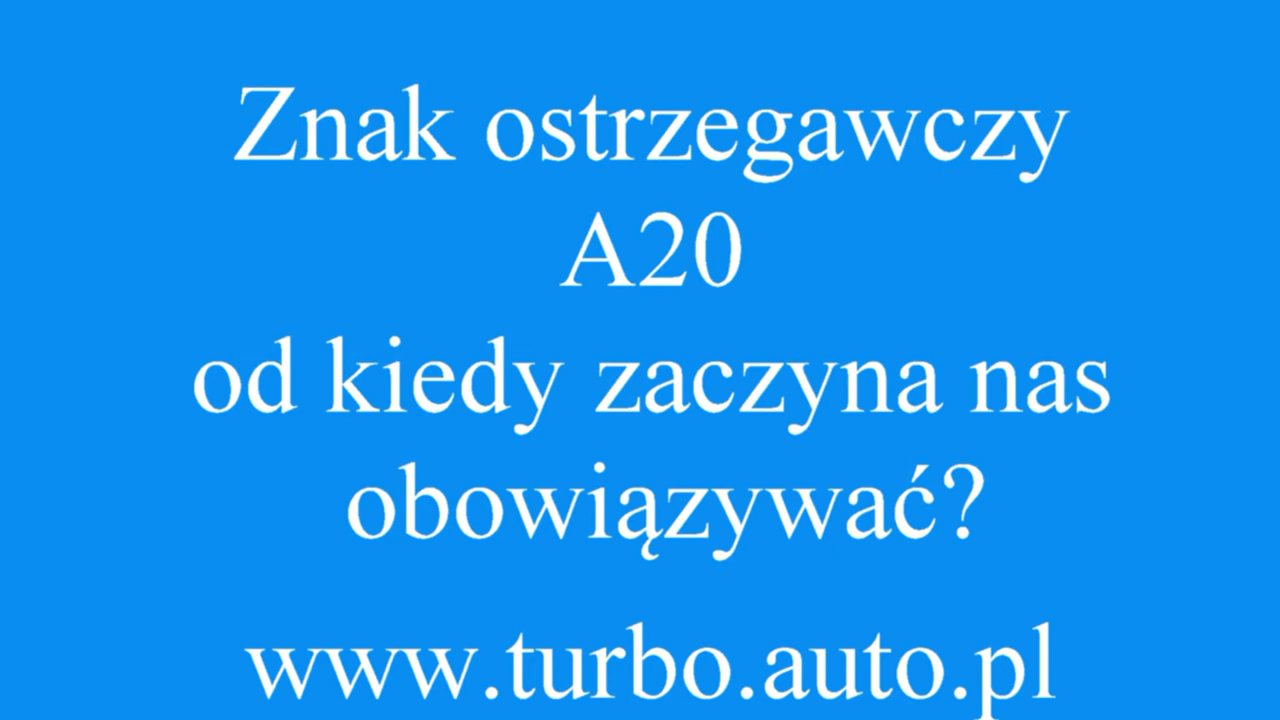 Znak ostrzegawczy
A20
od kiedy zaczyna nas
obowiązywać?
www.turbo.auto.pl